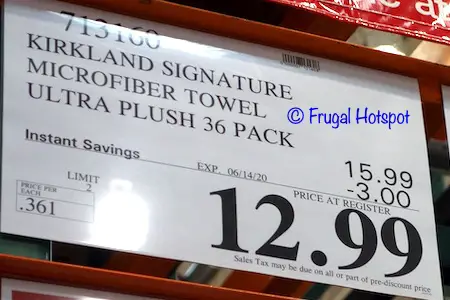 713160
KIRKLAND SIGNATURE
MICROFIBER TOWEL
ULTRA PLUSH 36 PACK
© Frugal Hotspot
Instant Savings
EXP. 06/14/20
15.99
-3.00
LIMIT
2
PRICE AT REGISTER
PRICE PER
EACH
.361
12.99
Sales Tax may be due on all or part of pre-discount price